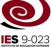 IES 9-023
INSTITUTO DE EDUCACIÓN SUPERIOR